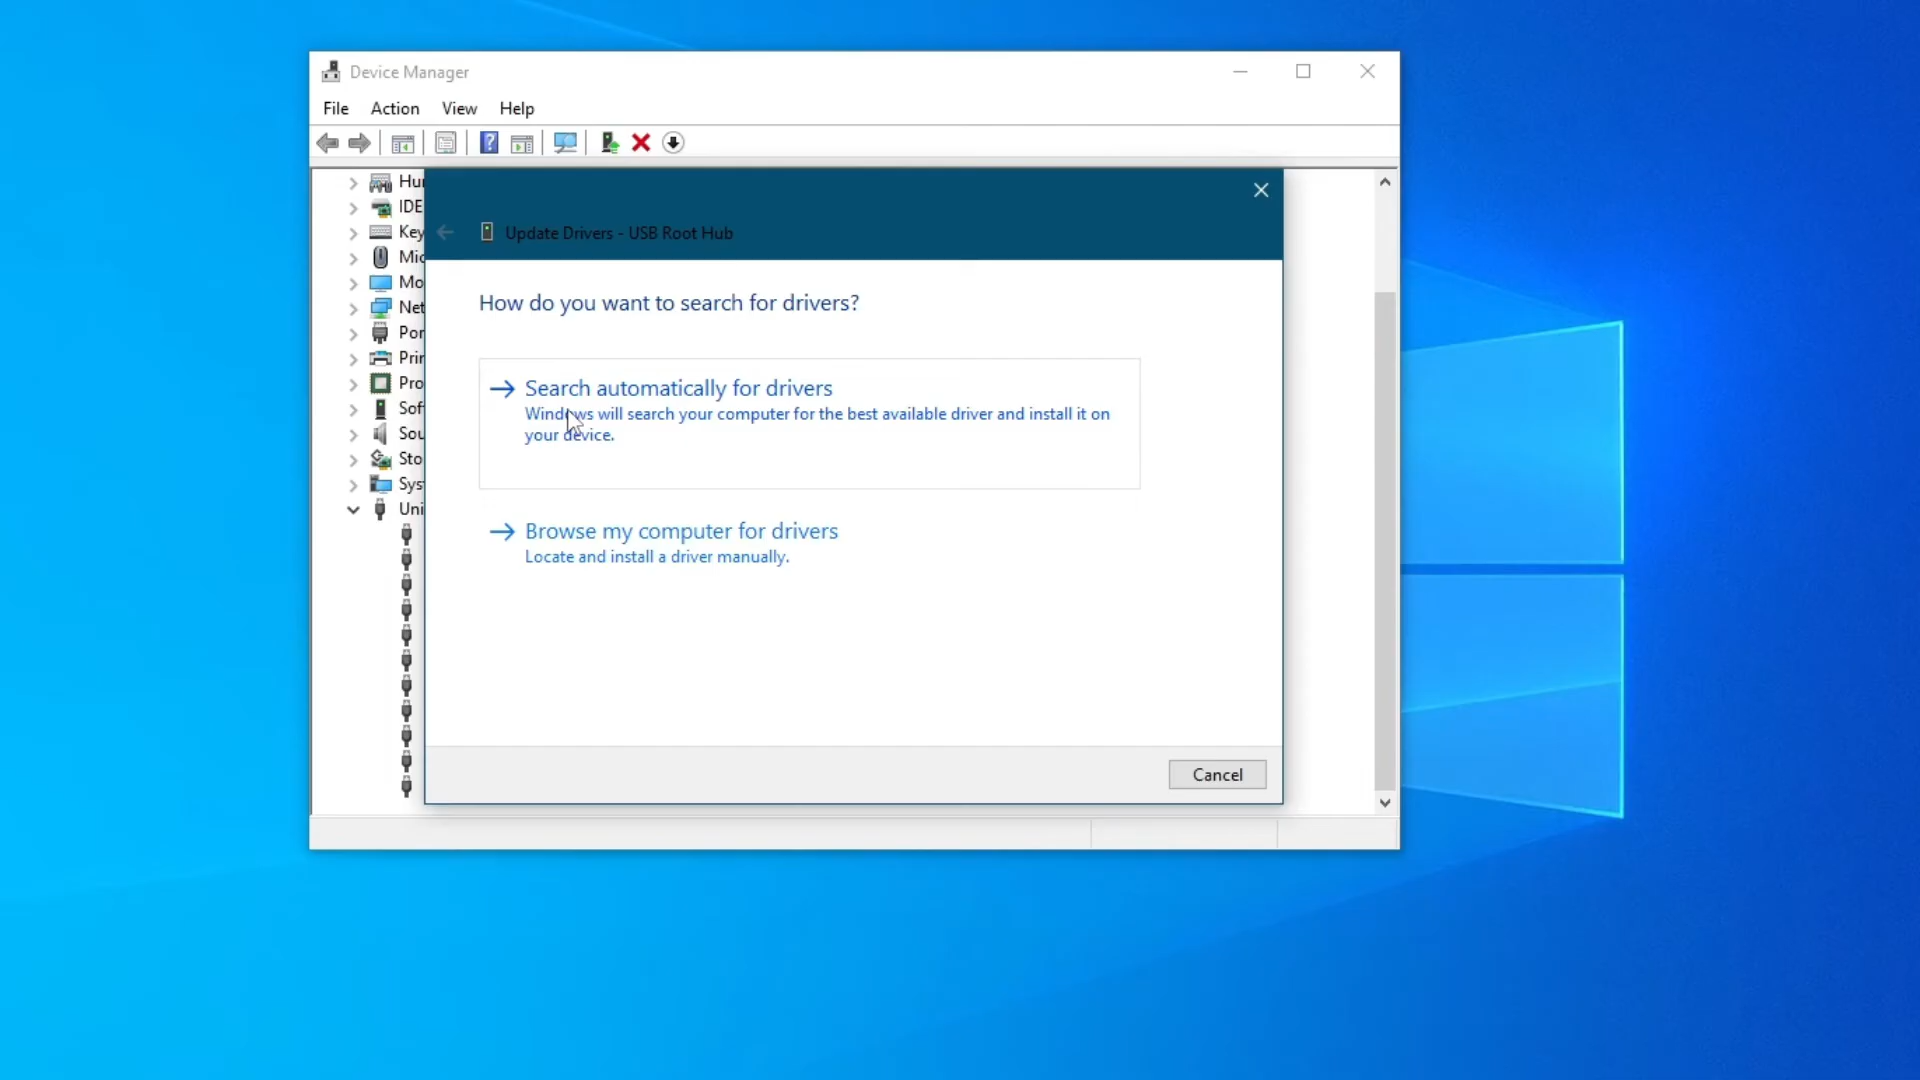 Device Manager
File Action View Help
Hu
IDE
Key
Mic
Mo
Net
Por
Prin
Pro
Sof
Sou
Sto
Sys
Uni
Update Drivers - USB Root Hub
How do you want to search for drivers?
Search automatically for drivers
Windows will search your computer for the best available driver and install it on
your device.
Browse my computer for drivers
Locate and install a driver manually.
Cancel